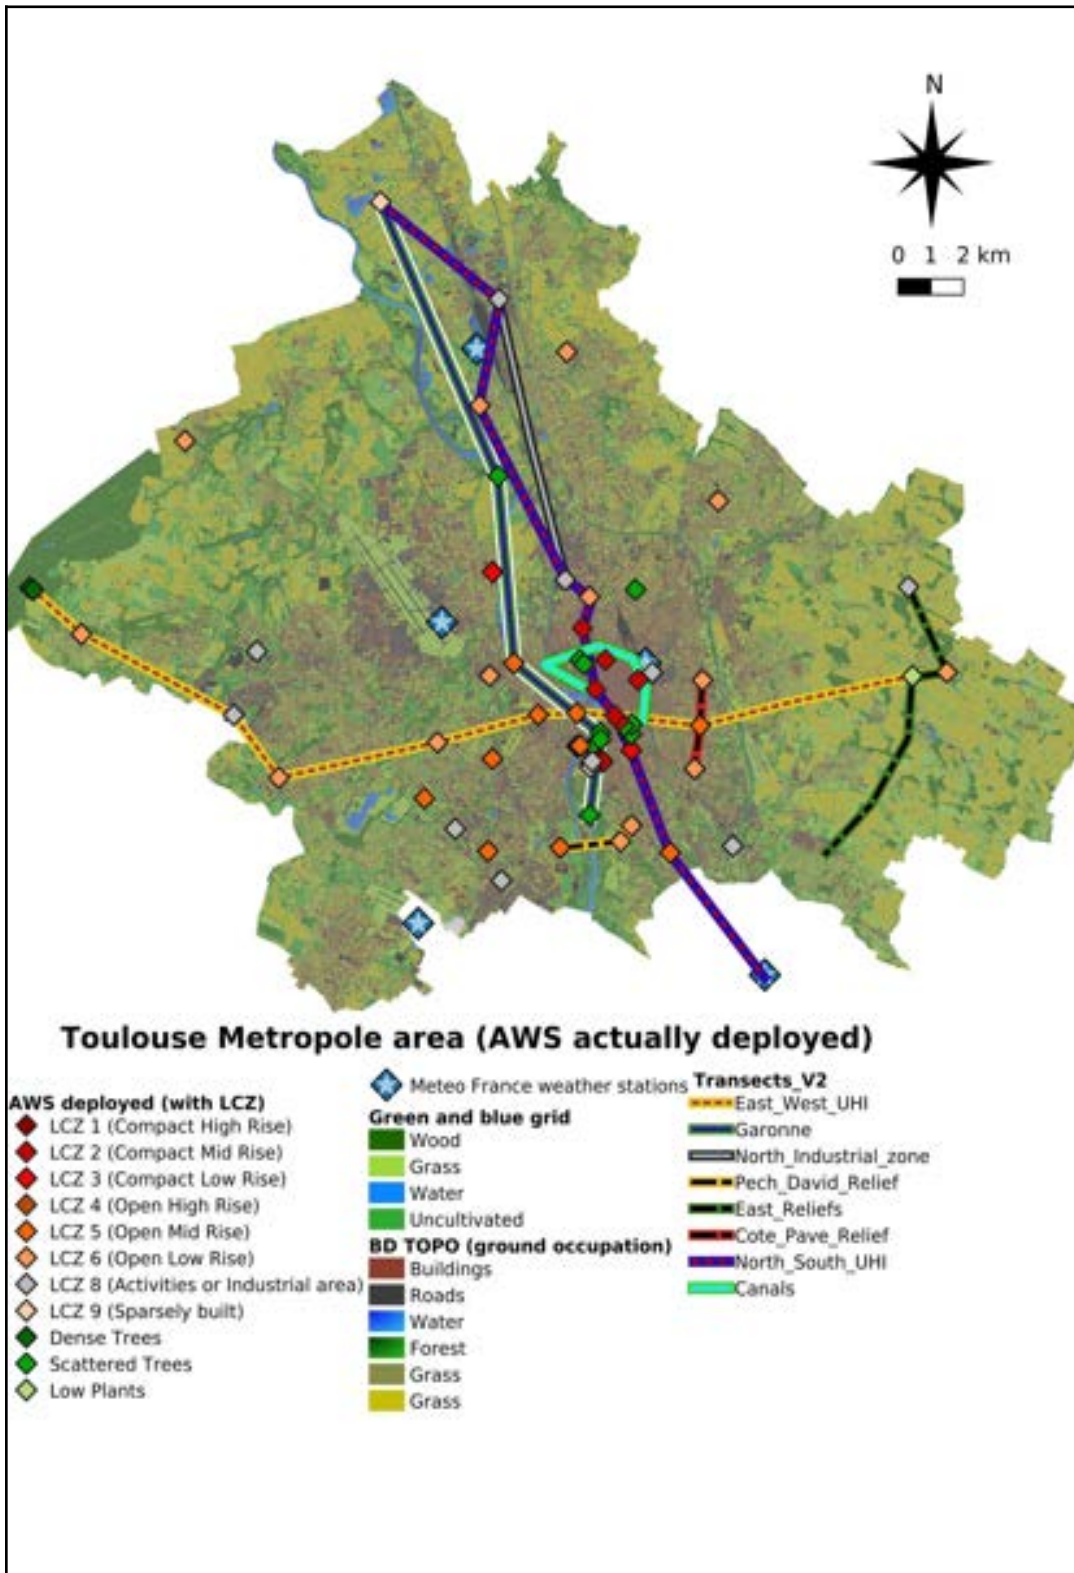 N
0 1 2 km
Toulouse Metropole area (AWS actually deployed)
AWS deployed (with LCZ)
LCZ 1 (Compact High Rise)
LCZ 2 (Compact Mid Rise)
LCZ 3 (Compact Low Rise)
LCZ 4 (Open High Rise)
LCZ 5 (Open Mid Rise)
LCZ 6 (Open Low Rise)
LCZ 8 (Activities or Industrial area)
LCZ 9 (Sparsely built)
Dense Trees
Scattered Trees
Low Plants
Meteo France weather stations
Green and blue grid
Wood
Grass
Water
Uncultivated
BD TOPO (ground occupation)
Buildings
Roads
Water
Forest
Grass
Grass
Transects_V2
East_West_UHI
Garonne
North_Industrial_zone
Pech_David_Relief
East_Reliefs
Cote_Pave_Relief
North_South_UHI
Canals